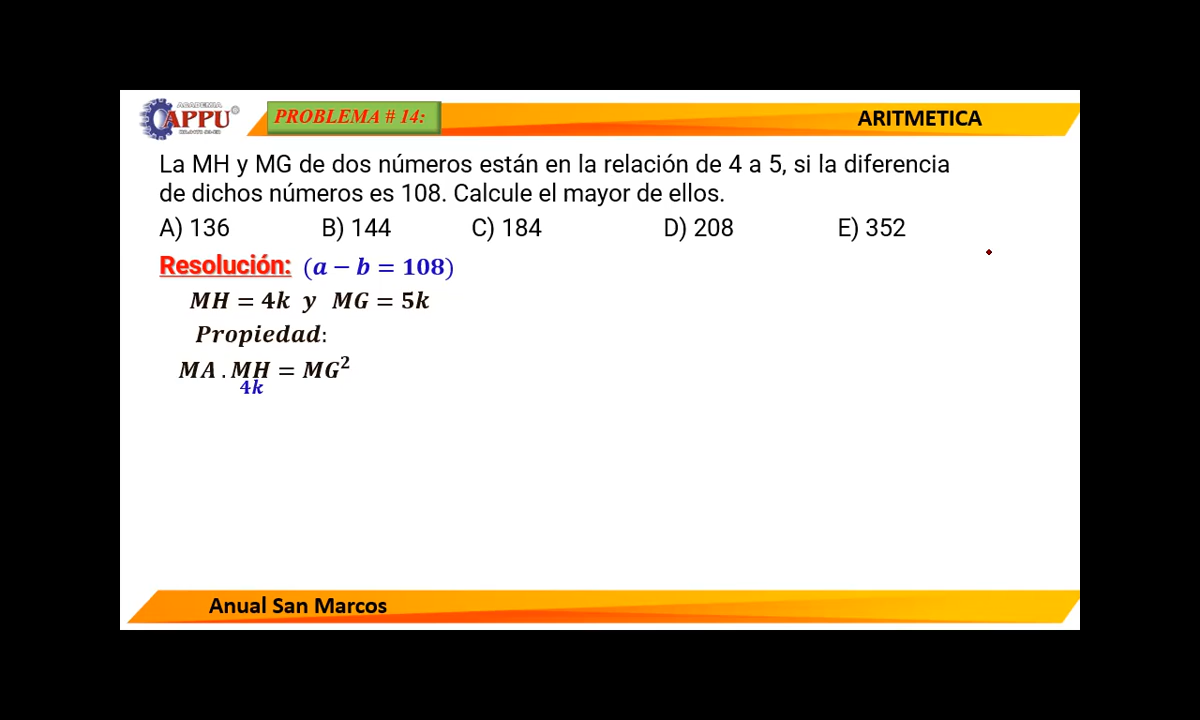 ACADEMIA
APPU
PROBLEMA # 14:
ARITMETICA
La MH y MG de dos números están en la relación de 4 a 5, si la diferencia
de dichos números es 108. Calcule el mayor de ellos.
A) 136 B) 144 C) 184 D) 208 E) 352
Resolución: (a − b = 108)
MH = 4k y MG = 5k
Propiedad:
MA . MH = MG²
4k
Anual San Marcos